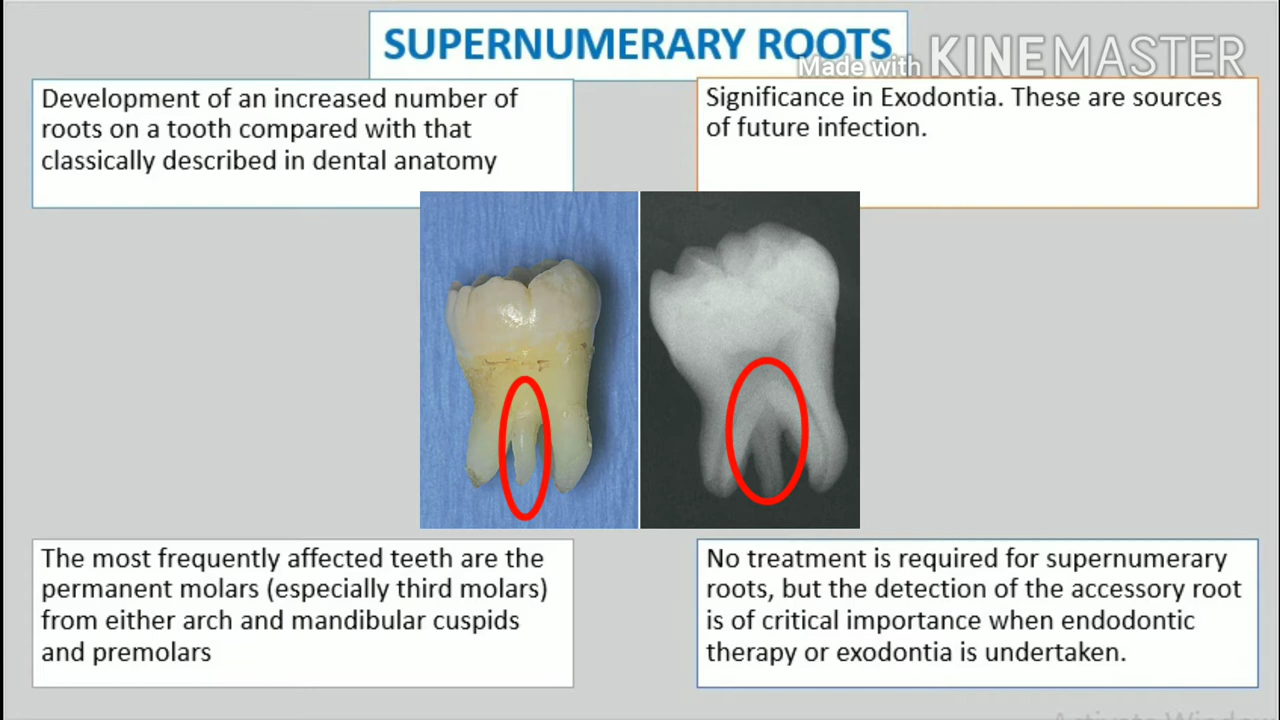 SUPERNUMERARY ROOTS
Made with KINEMASTER
Development of an increased number of
roots on a tooth compared with that
classically described in dental anatomy
Significance in Exodontia. These are sources
of future infection.
The most frequently affected teeth are the
permanent molars (especially third molars)
from either arch and mandibular cuspids
and premolars
No treatment is required for supernumerary
roots, but the detection of the accessory root
is of critical importance when endodontic
therapy or exodontia is undertaken.